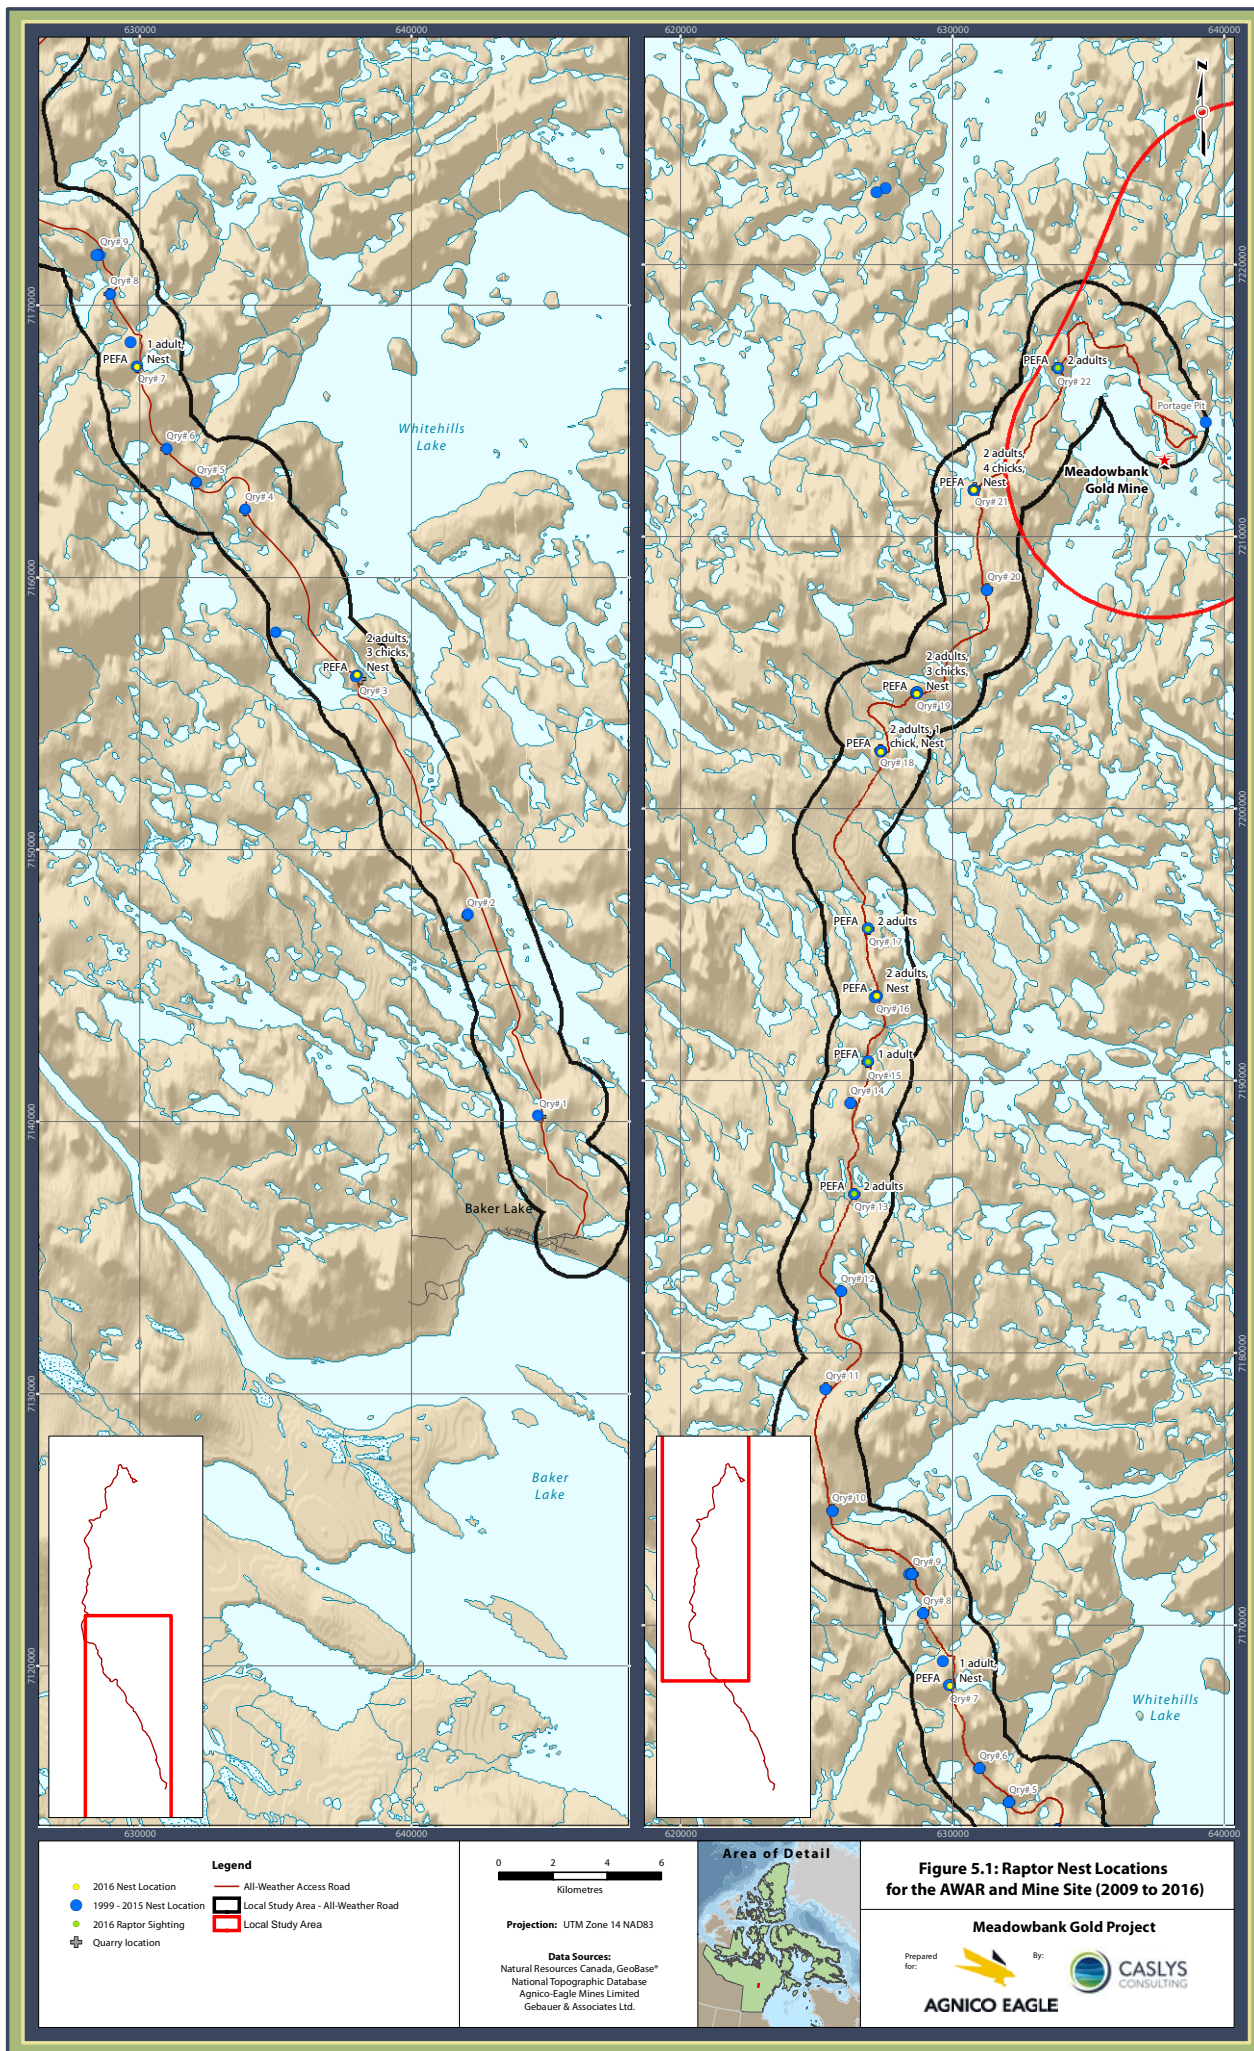 630000
640000
620000
630000
640000
N
Qry# 9
Qry# 8
7170000
1 adult,
PEFA
Nest
Qry# 7
Qry# 6
Qry# 5
Qry# 4
Whitehills
Lake
7160000
2 adults,
3 chicks,
PEFA
Nest
Qry# 3
7150000
Qry# 2
7140000
Qry# 1
Baker Lake
7130000
Baker
Lake
7120000
630000
640000
7220000
PEFA
2 adults
Qry# 22
Portage Pit
2 adults,
4 chicks,
PEFA
Nest
Qry# 21
Meadowbank
Gold Mine
7210000
Qry# 20
2 adults,
3 chicks,
PEFA
Nest
Qry# 19
2 adults, 1
PEFA
chick, Nest
Qry# 18
7200000
PEFA
2 adults
Qry# 17
2 adults,
PEFA
Nest
Qry# 16
PEFA
1 adult
Qry# 15
7190000
Qry# 14
PEFA
2 adults
Qry# 13
Qry# 12
7180000
Qry# 11
Qry# 10
Qry# 9
Qry# 8
7170000
1 adult,
PEFA
Nest
Qry# 7
Whitehills
Lake
Qry# 6
Qry# 5
620000
630000
640000
Legend
2016 Nest Location
1999 - 2015 Nest Location
2016 Raptor Sighting
Quarry location
All-Weather Access Road
Local Study Area - All-Weather Road
Local Study Area
0 2 4 6
Kilometres
Projection: UTM Zone 14 NAD83
Data Sources:
Natural Resources Canada, GeoBase®
National Topographic Database
Agnico-Eagle Mines Limited
Gebauer & Associates Ltd.
Area of Detail
Figure 5.1: Raptor Nest Locations
for the AWAR and Mine Site (2009 to 2016)
Meadowbank Gold Project
Prepared
for:
By:
AGNICO EAGLE
CASLYS
CONSULTING